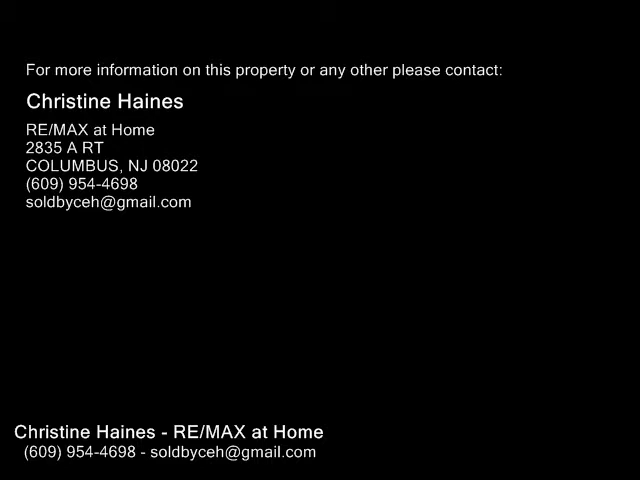 For more information on this property or any other please contact:
Christine Haines
RE/MAX at Home
2835 A RT
COLUMBUS, NJ 08022
(609) 954-4698
soldbyceh@gmail.com
Christine Haines - RE/MAX at Home
(609) 954-4698 - soldbyceh@gmail.com